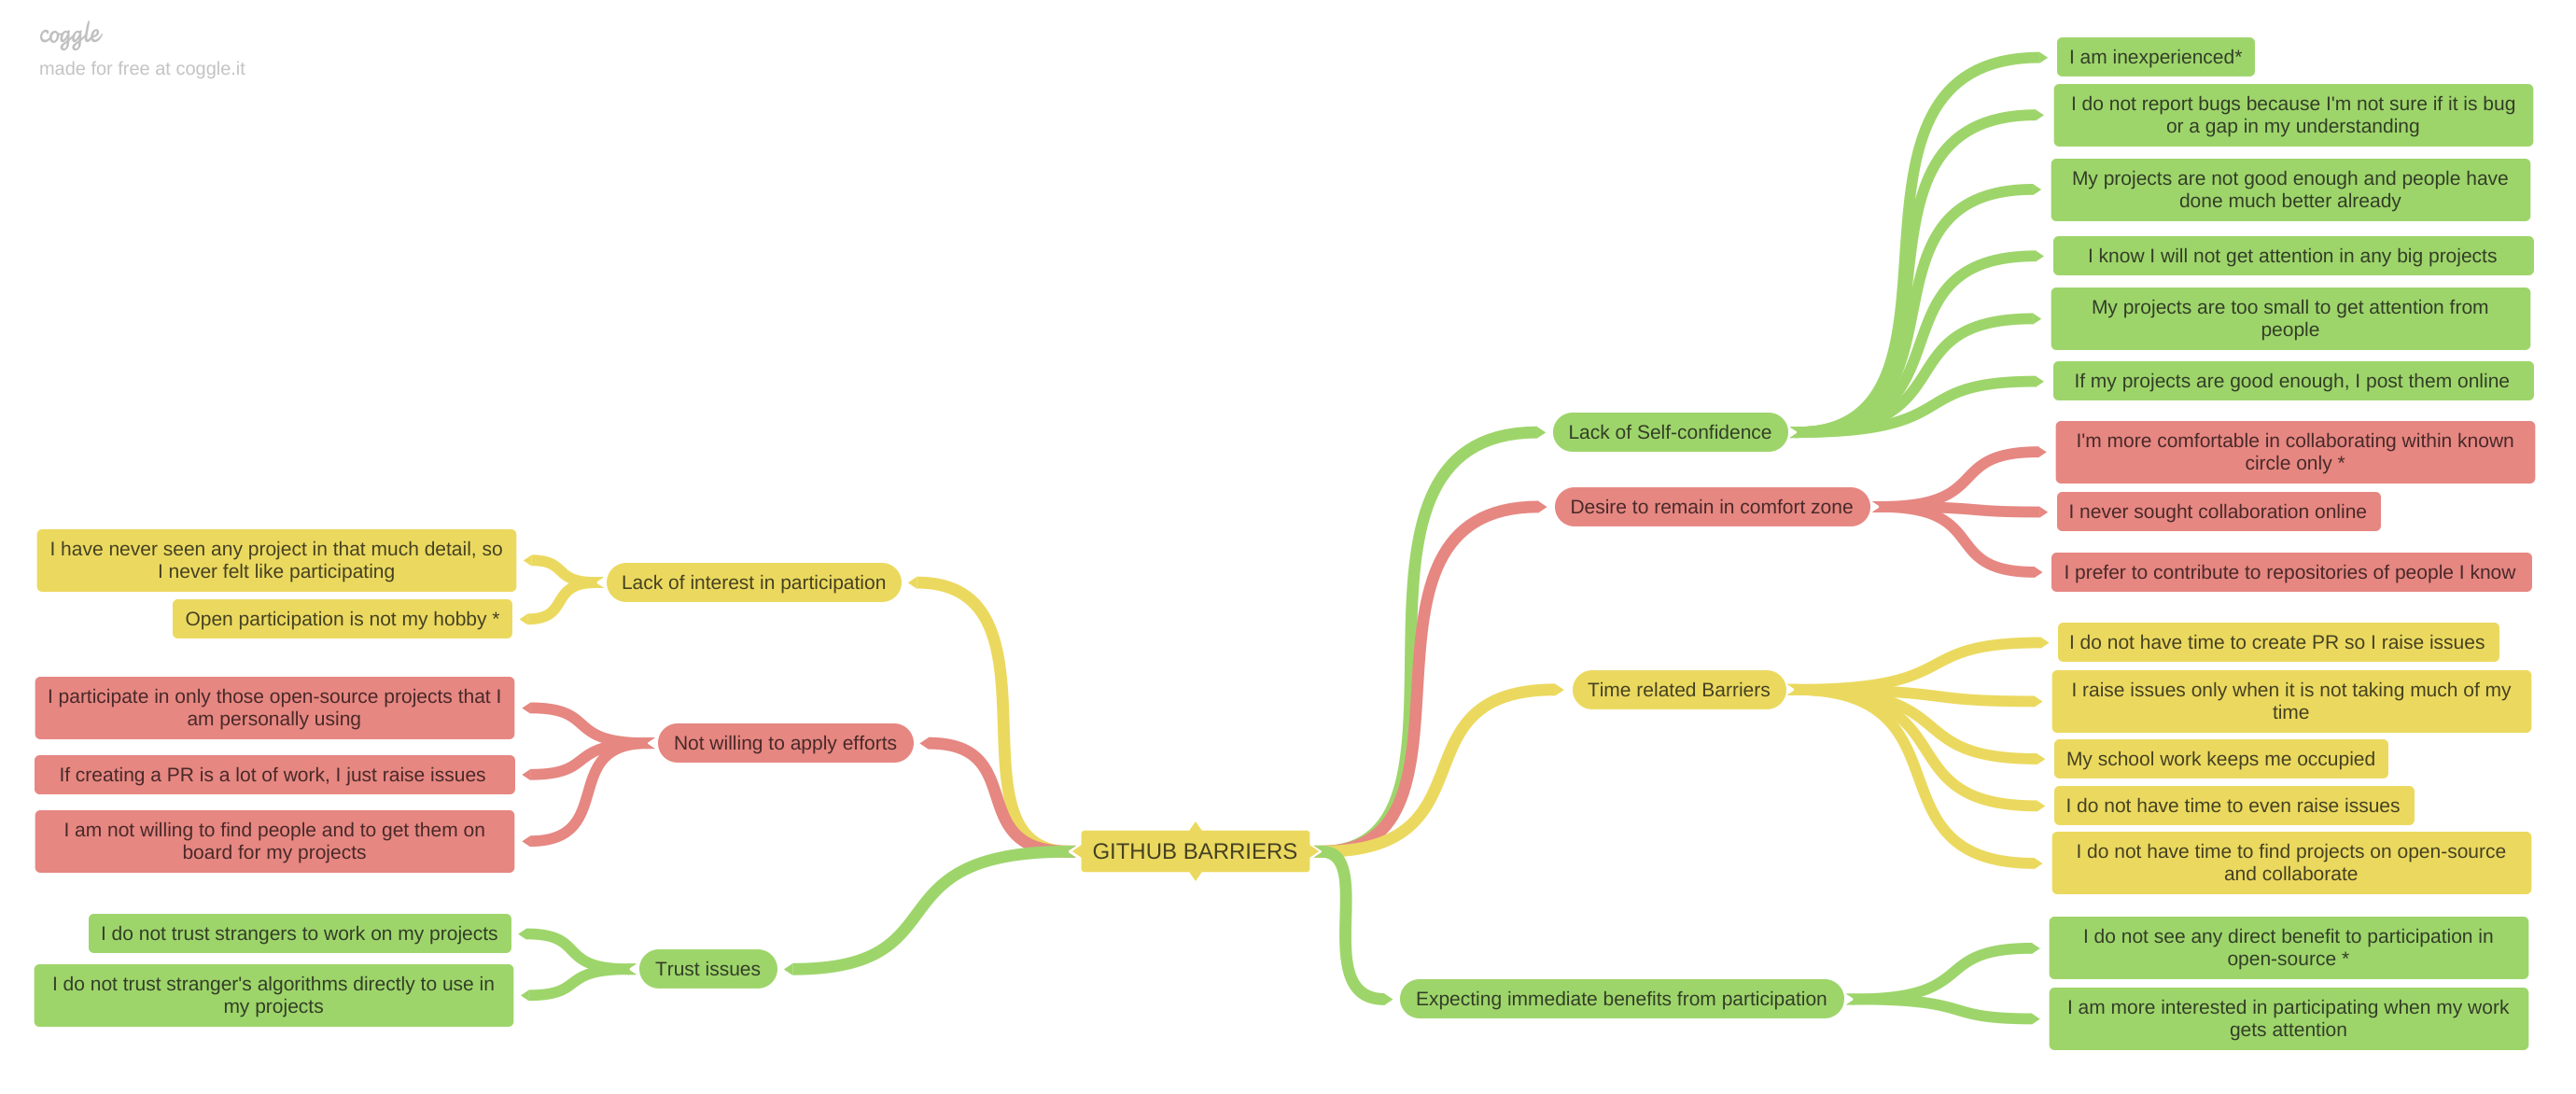 coggle
made for free at coggle.it
I am inexperienced*
I do not report bugs because I'm not sure if it is bug
or a gap in my understanding
My projects are not good enough and people have
done much better already
I know I will not get attention in any big projects
My projects are too small to get attention from
people
If my projects are good enough, I post them online
Lack of Self-confidence
I'm more comfortable in collaborating within known
circle only *
I never sought collaboration online
I prefer to contribute to repositories of people I know
Desire to remain in comfort zone
I have never seen any project in that much detail, so
I never felt like participating
Open participation is not my hobby *
Lack of interest in participation
I do not have time to create PR so I raise issues
I raise issues only when it is not taking much of my
time
My school work keeps me occupied
I do not have time to even raise issues
I do not have time to find projects on open-source
and collaborate
Time related Barriers
I participate in only those open-source projects that I
am personally using
If creating a PR is a lot of work, I just raise issues
I am not willing to find people and to get them on
board for my projects
Not willing to apply efforts
GITHUB BARRIERS
I do not trust strangers to work on my projects
I do not trust stranger's algorithms directly to use in
my projects
Trust issues
Expecting immediate benefits from participation
I do not see any direct benefit to participation in
open-source *
I am more interested in participating when my work
gets attention